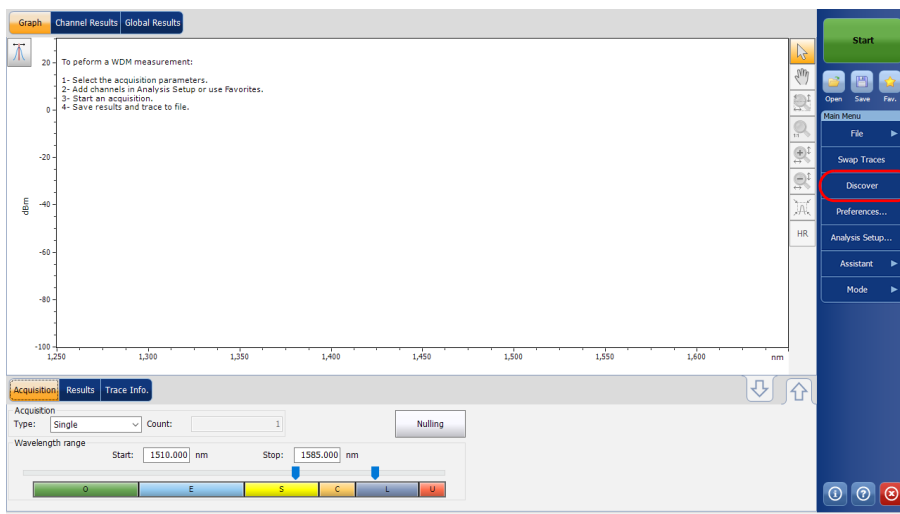 Graph Channel Results Global Results
Start
20
To peform a WDM measurement:
1- Select the acquisition parameters.
2- Add channels in Analysis Setup or use Favorites.
3- Start an acquisition.
4- Save results and trace to file.
0
-20
-40
-60
-80
-100
dBm
1,250 1,300 1,350 1,400 1,450 1,500 1,550 1,600 nm
HR
Open Save Fav.
Main Menu
File
Swap Traces
Discover
Preferences...
Analysis Setup...
Assistant
Mode
Acquisition Results Trace Info.
Acquisition
Type: Single Count: 1 Nulling
Wavelength range
Start: 1510.000 nm Stop: 1585.000 nm
O E S C L U